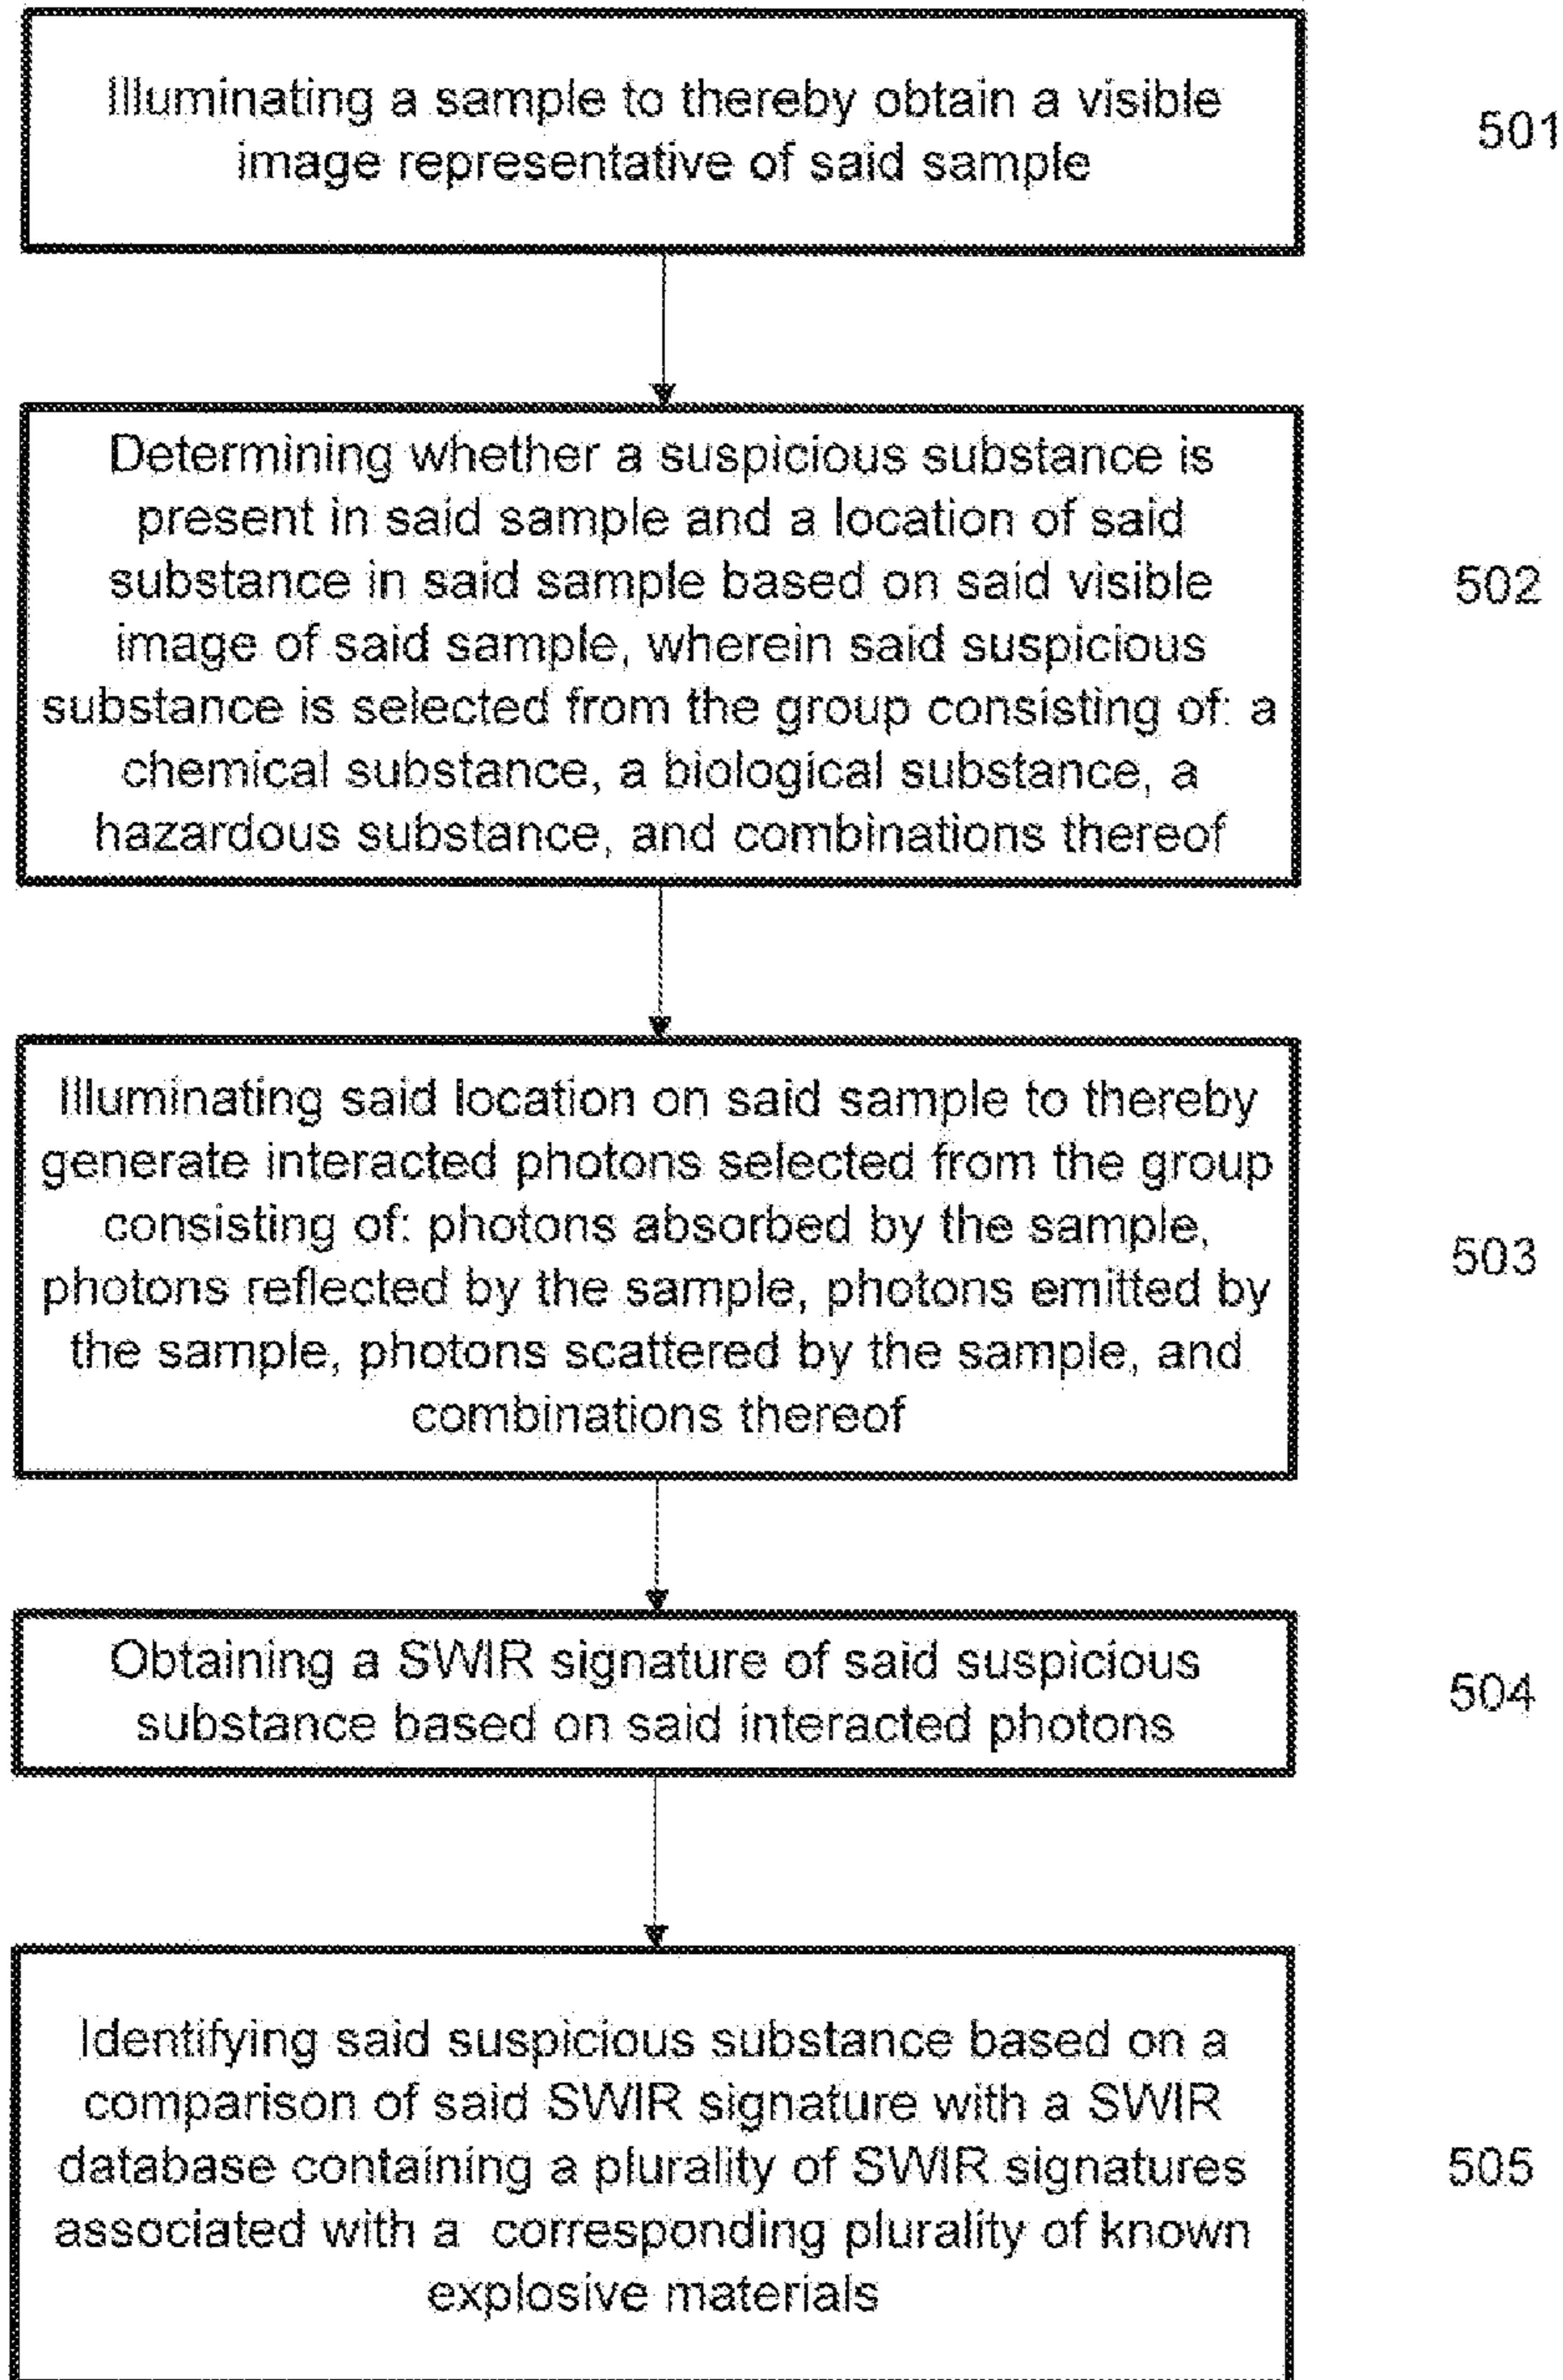 Illuminating a sample to thereby obtain a visible
image representative of said sample
501
Determining whether a suspicious substance is
present in said sample and a location of said
substance in said sample based on said visible
image of said sample, wherein said suspicious
substance is selected from the group consisting of: a
chemical substance, a biological substance, a
hazardous substance, and combinations thereof
502
Illuminating said location on said sample to thereby
generate interacted photons selected from the group
consisting of: photons absorbed by the sample,
photons reflected by the sample, photons emitted by
the sample, photons scattered by the sample, and
combinations thereof
503
Obtaining a SWIR signature of said suspicious
substance based on said interacted photons
504
Identifying said suspicious substance based on a
comparison of said SWIR signature with a SWIR
database containing a plurality of SWIR signatures
associated with a corresponding plurality of known
explosive materials
505